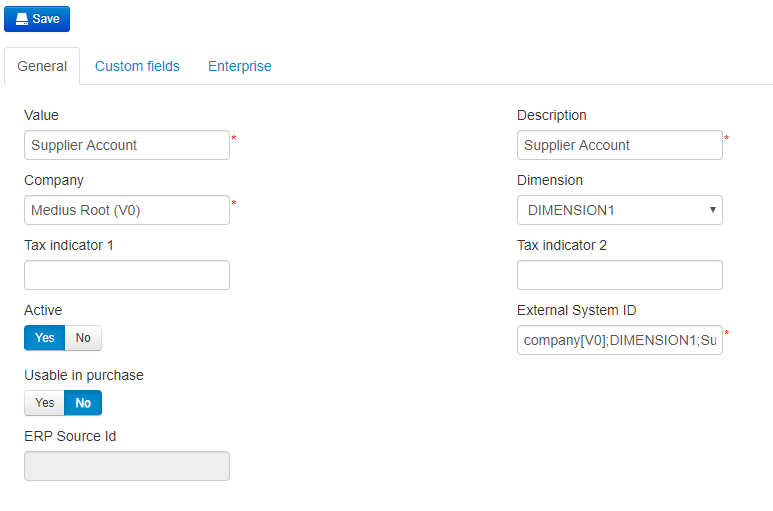 Save
General Custom fields Enterprise
Value Description
Supplier Account * Supplier Account *
Company Dimension
Medius Root (V0) * DIMENSION1
Tax indicator 1 Tax indicator 2
Active External System ID
Yes No company[V0];DIMENSION1;Su *
Usable in purchase
Yes No
ERP Source Id